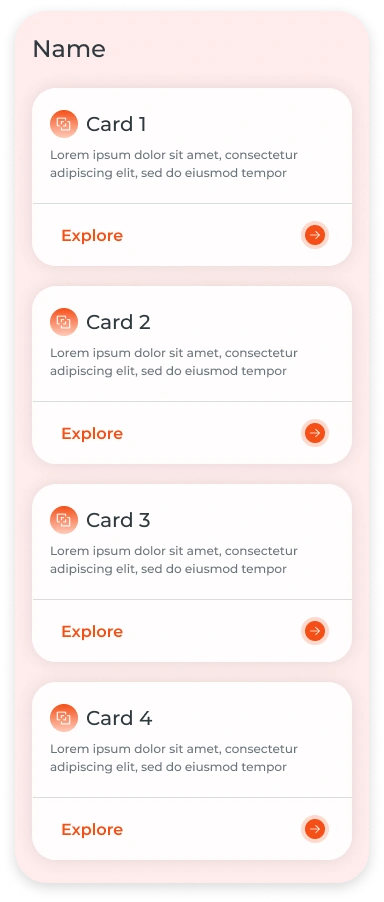 Name
Card 1
Lorem ipsum dolor sit amet, consectetur
adipiscing elit, sed do eiusmod tempor
Explore
Card 2
Lorem ipsum dolor sit amet, consectetur
adipiscing elit, sed do eiusmod tempor
Explore
Card 3
Lorem ipsum dolor sit amet, consectetur
adipiscing elit, sed do eiusmod tempor
Explore
Card 4
Lorem ipsum dolor sit amet, consectetur
adipiscing elit, sed do eiusmod tempor
Explore